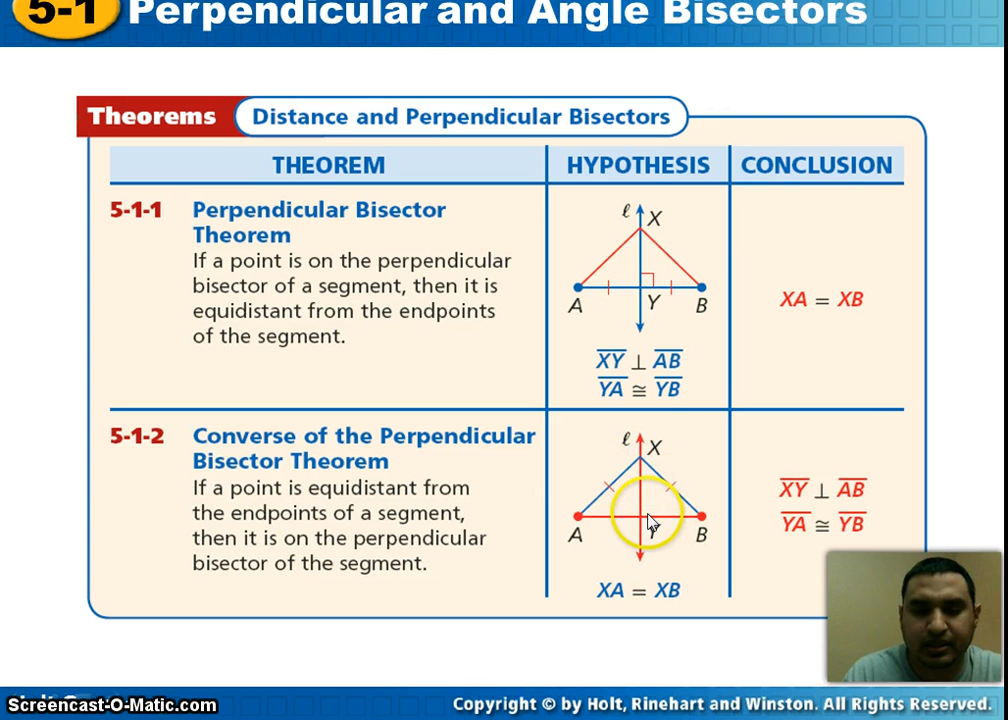 5-1 Perpendicular and Angle Bisectors
Theorems Distance and Perpendicular Bisectors
THEOREM HYPOTHESIS CONCLUSION
5-1-1 Perpendicular Bisector
Theorem
If a point is on the perpendicular
bisector of a segment, then it is
equidistant from the endpoints
of the segment.
ℓ X
A Y B
XY ⊥ AB
YA ≅ YB
XA = XB
5-1-2 Converse of the Perpendicular
Bisector Theorem
If a point is equidistant from
the endpoints of a segment,
then it is on the perpendicular
bisector of the segment.
ℓ X
A Y B
XA = XB
XY ⊥ AB
YA ≅ YB
Screencast-O-Matic.com
Copyright © by Holt, Rinehart and Winston. All Rights Reserved.